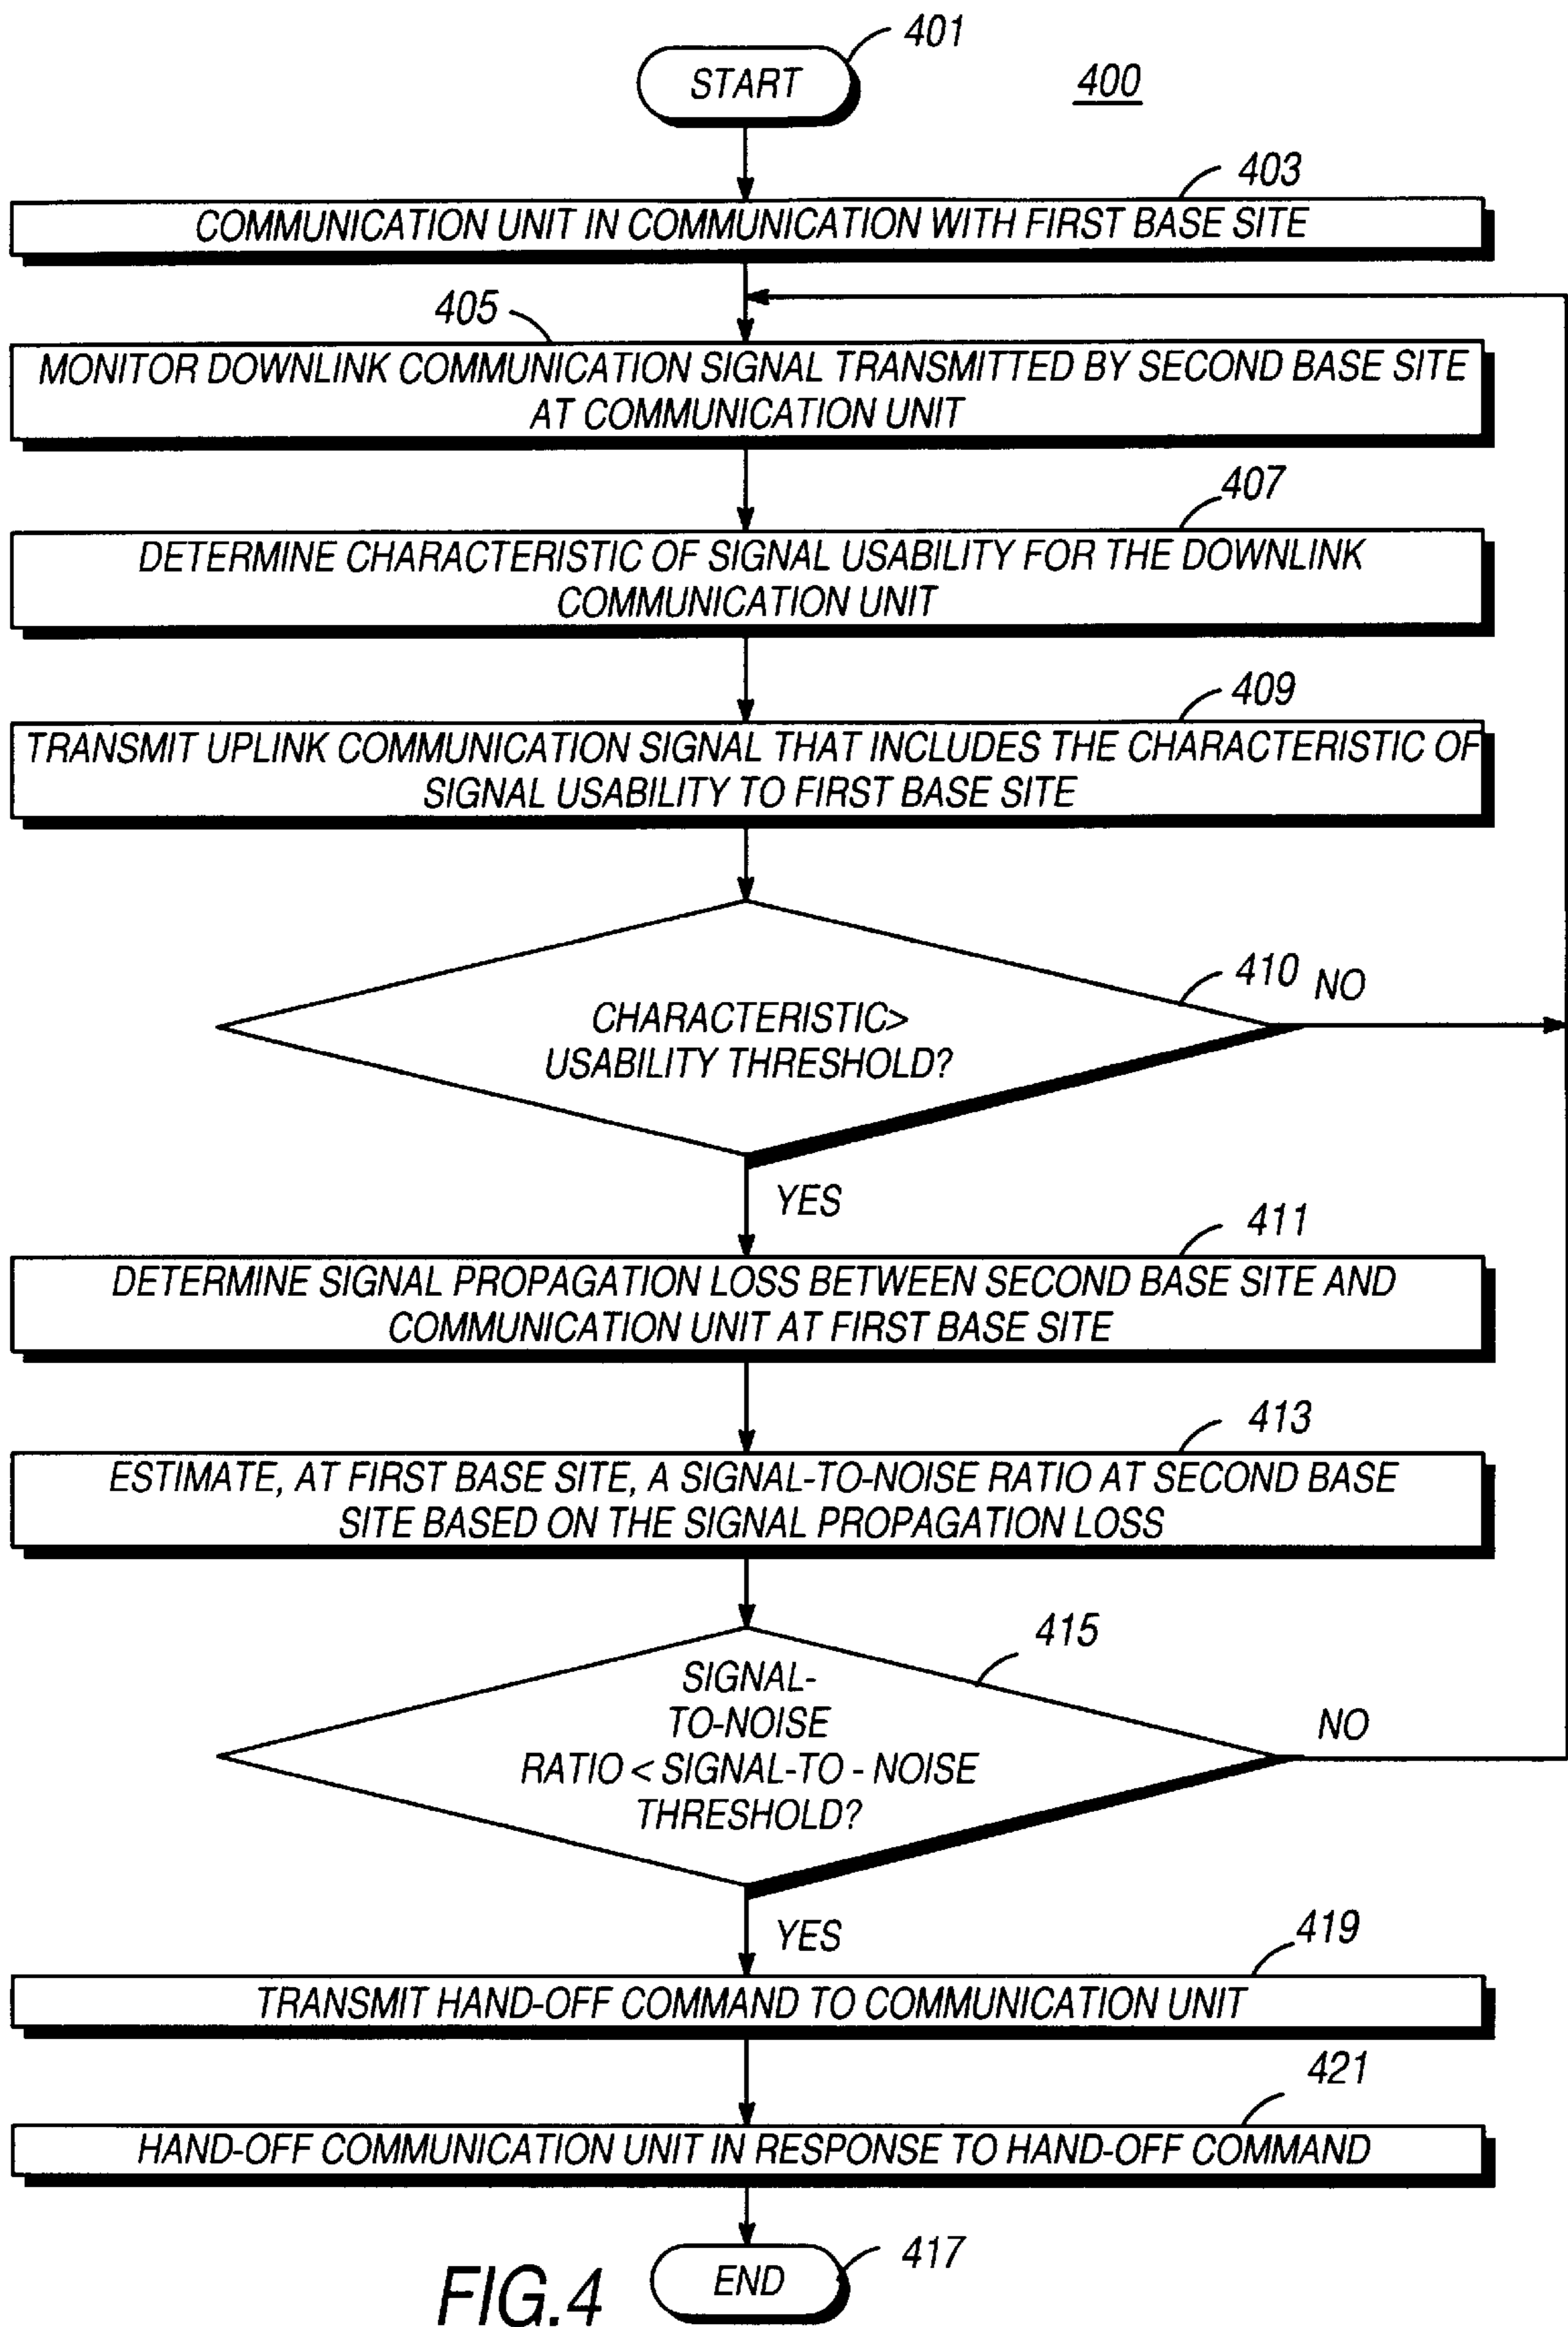 401
START
400
403
COMMUNICATION UNIT IN COMMUNICATION WITH FIRST BASE SITE
405
MONITOR DOWNLINK COMMUNICATION SIGNAL TRANSMITTED BY SECOND BASE SITE
AT COMMUNICATION UNIT
407
DETERMINE CHARACTERISTIC OF SIGNAL USABILITY FOR THE DOWNLINK
COMMUNICATION UNIT
409
TRANSMIT UPLINK COMMUNICATION SIGNAL THAT INCLUDES THE CHARACTERISTIC OF
SIGNAL USABILITY TO FIRST BASE SITE
410 NO
CHARACTERISTIC>
USABILITY THRESHOLD?
YES
411
DETERMINE SIGNAL PROPAGATION LOSS BETWEEN SECOND BASE SITE AND
COMMUNICATION UNIT AT FIRST BASE SITE
413
ESTIMATE, AT FIRST BASE SITE, A SIGNAL-TO-NOISE RATIO AT SECOND BASE
SITE BASED ON THE SIGNAL PROPAGATION LOSS
415
SIGNAL-
TO-NOISE
RATIO < SIGNAL-TO - NOISE
THRESHOLD?
NO
YES
419
TRANSMIT HAND-OFF COMMAND TO COMMUNICATION UNIT
421
HAND-OFF COMMUNICATION UNIT IN RESPONSE TO HAND-OFF COMMAND
417
END
FIG.4